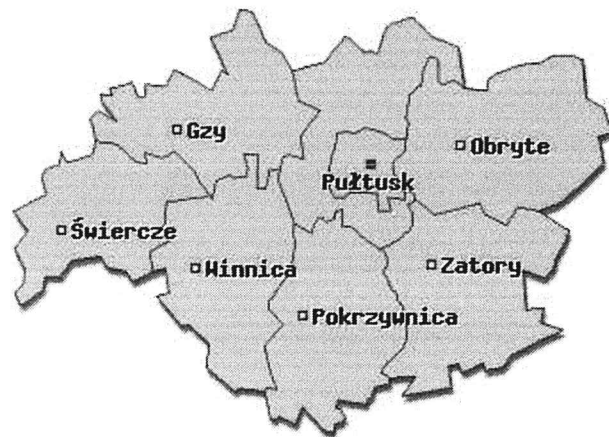 Gzy
Obryte
Pułtusk
Świercze
Winnica
Zatory
Pokrzywnica